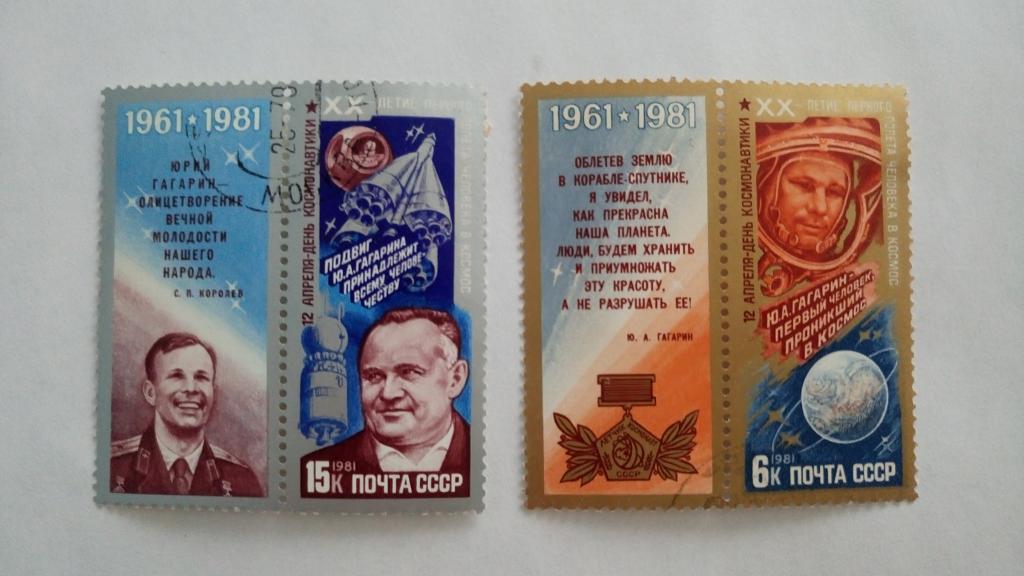 1961 ★ 1981
ЮРИЙ
ГАГАРИН—
ОЛИЦЕТВОРЕНИЕ
ВЕЧНОЙ
МОЛОДОСТИ
НАШЕГО
НАРОДА.
С. П. КОРОЛЕВ
12 АПРЕЛЯ-ДЕНЬ КОСМОНАВТИКИ ★
XX-ЛЕТИЕ ПЕРВОГО
ПОЛЕТА ЧЕЛОВЕКА В КОСМОС
ПОДВИГ
Ю.А.ГАГАРИНА
ПРИНАДЛЕЖИТ
ВСЕМУ ЧЕЛОВЕ-
ЧЕСТВУ
1981
15К ПОЧТА СССР
1961 ★ 1981
ОБЛЕТЕВ ЗЕМЛЮ
В КОРАБЛЕ-СПУТНИКЕ,
Я УВИДЕЛ,
КАК ПРЕКРАСНА
НАША ПЛАНЕТА.
ЛЮДИ, БУДЕМ ХРАНИТЬ
И ПРИУМНОЖАТЬ
ЭТУ КРАСОТУ,
А НЕ РАЗРУШАТЬ ЕЕ!
Ю. А. ГАГАРИН
СССР
12 АПРЕЛЯ-ДЕНЬ КОСМОНАВТИКИ ★
XX-ЛЕТИЕ ПЕРВОГО
ПОЛЕТА ЧЕЛОВЕКА В КОСМОС
Ю.А.ГАГАРИН-
ПЕРВЫЙ ЧЕЛОВЕК,
ПРОНИКШИЙ
В КОСМОС
1981
6К ПОЧТА СССР